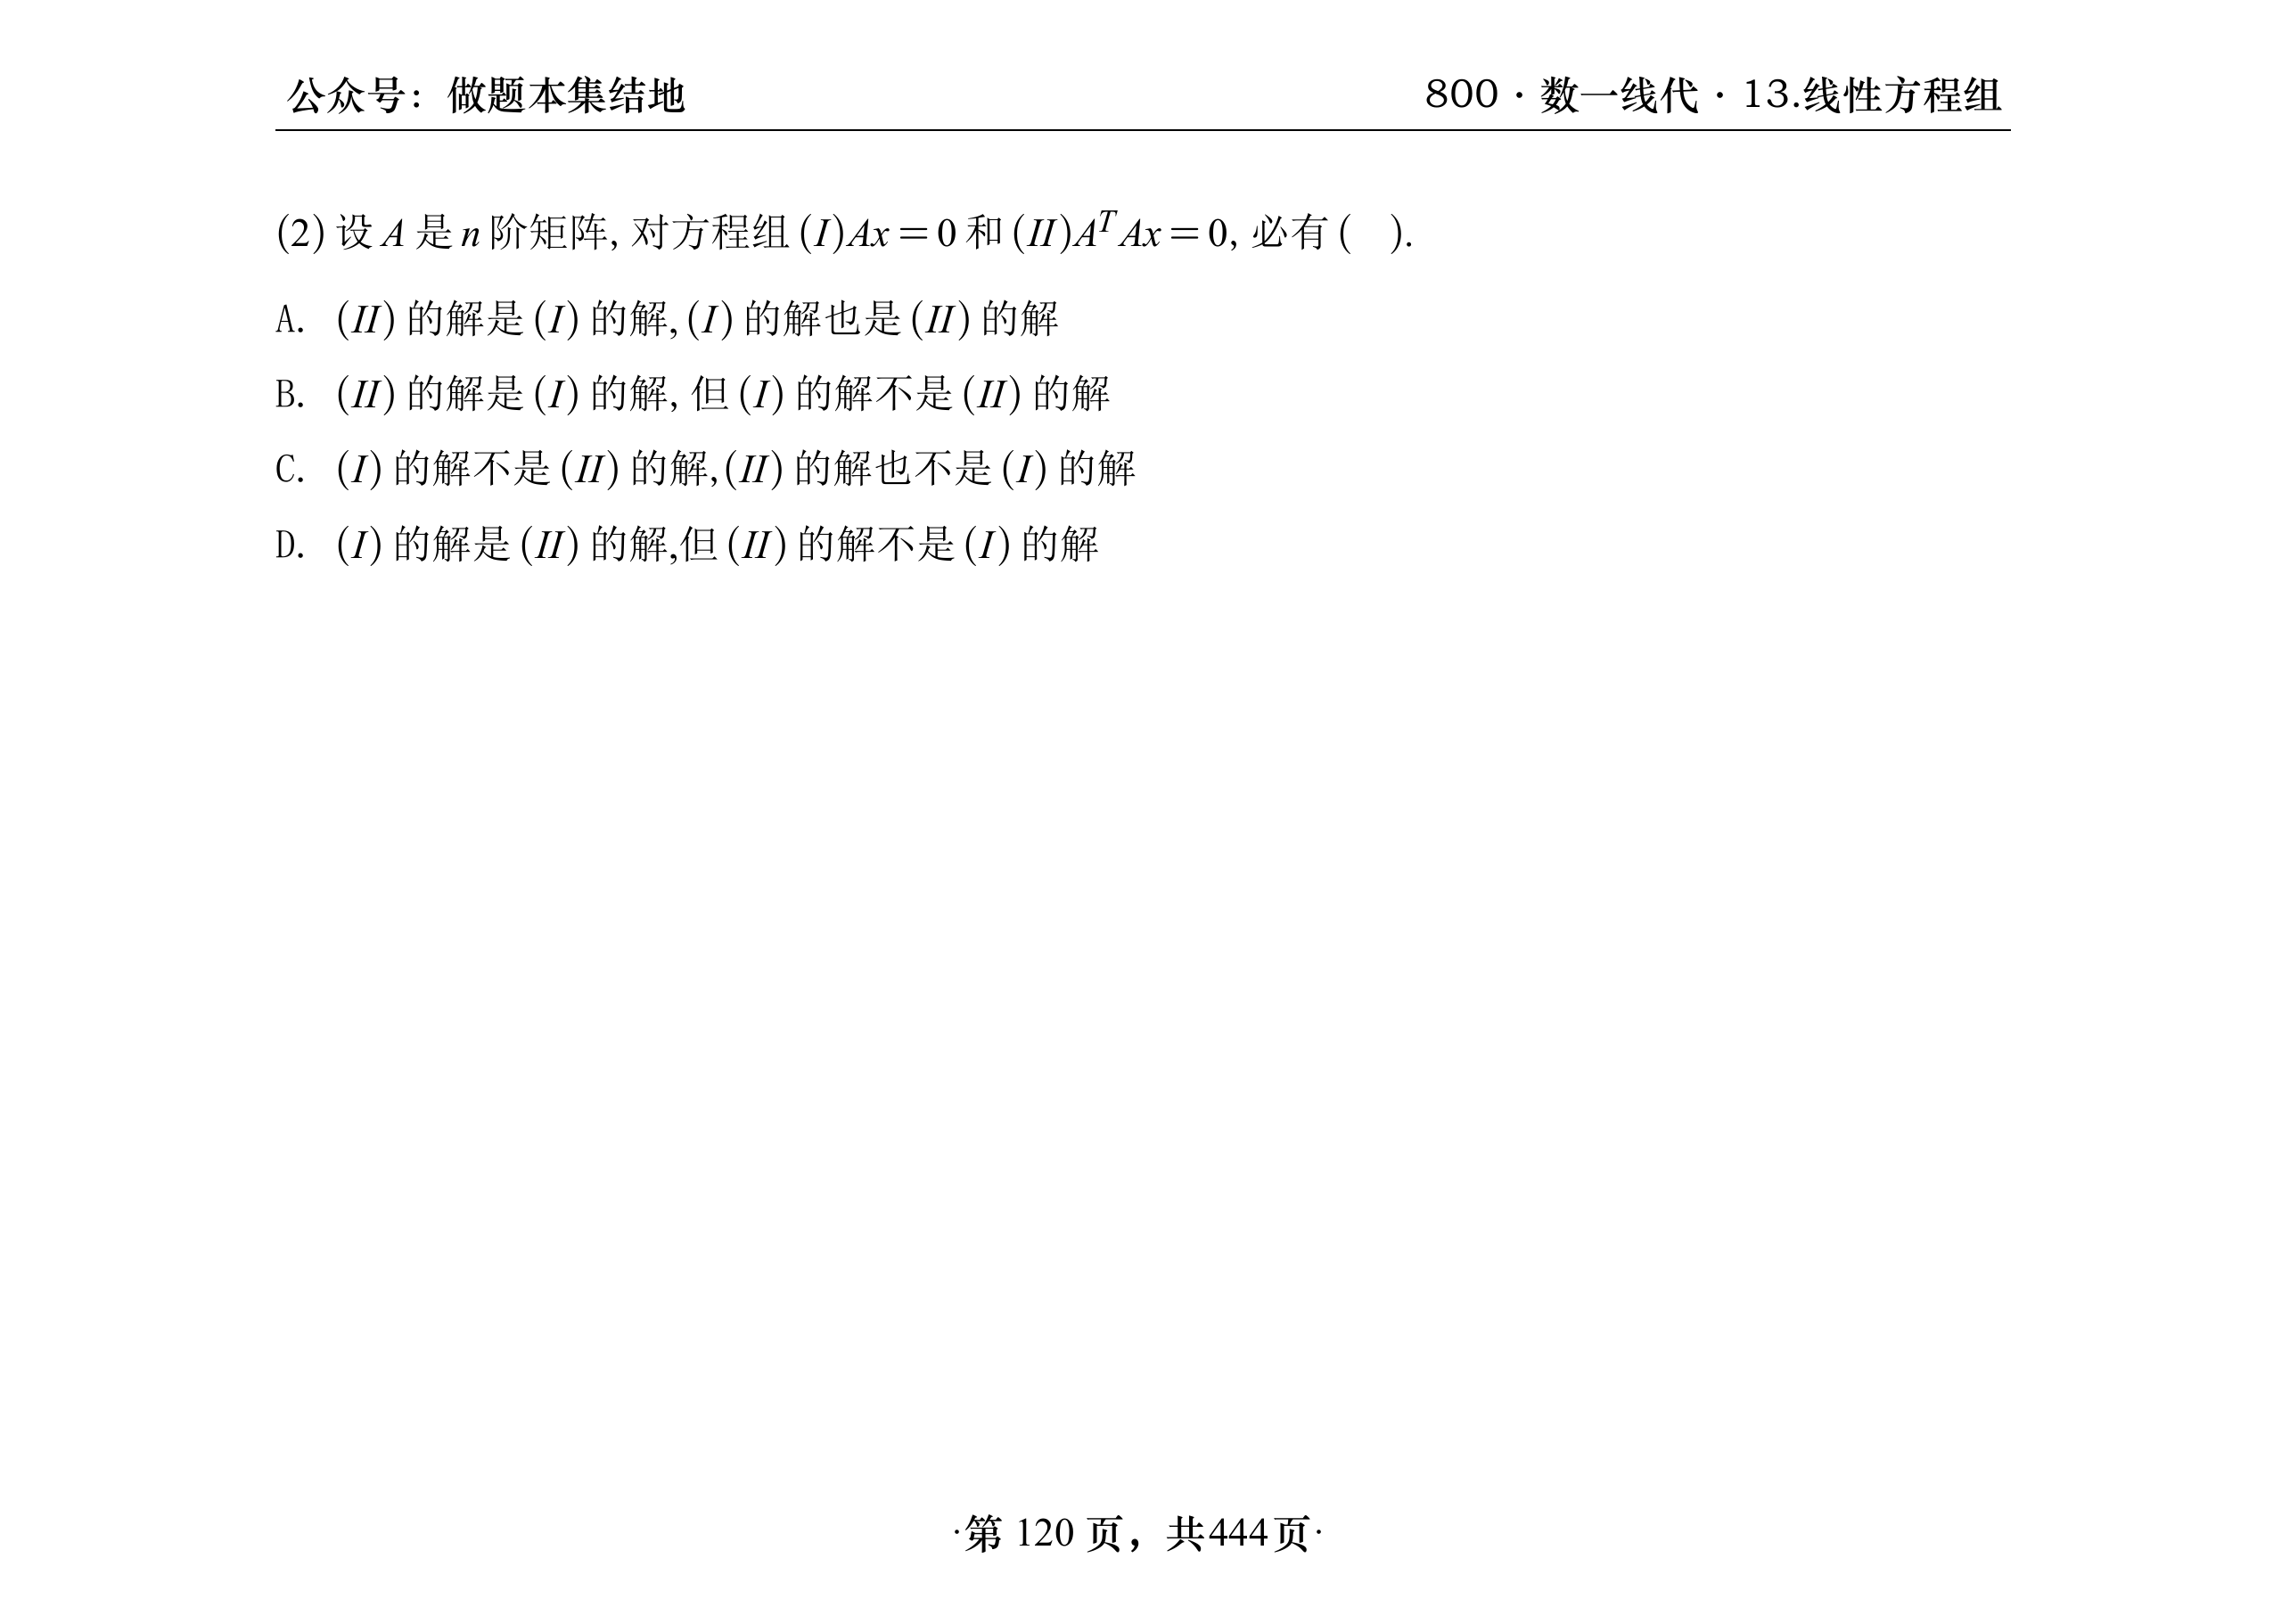 公众号：做题本集结地
800 · 数一线代 · 13.线性方程组
(2) 设 A 是 n 阶矩阵, 对方程组 (I)Ax = 0 和 (II)AᵀAx = 0, 必有 (   ).
A. (II) 的解是 (I) 的解, (I) 的解也是 (II) 的解
B. (II) 的解是 (I) 的解, 但 (I) 的解不是 (II) 的解
C. (I) 的解不是 (II) 的解, (II) 的解也不是 (I) 的解
D. (I) 的解是 (II) 的解,但 (II) 的解不是 (I) 的解
·第 120 页，共444页·